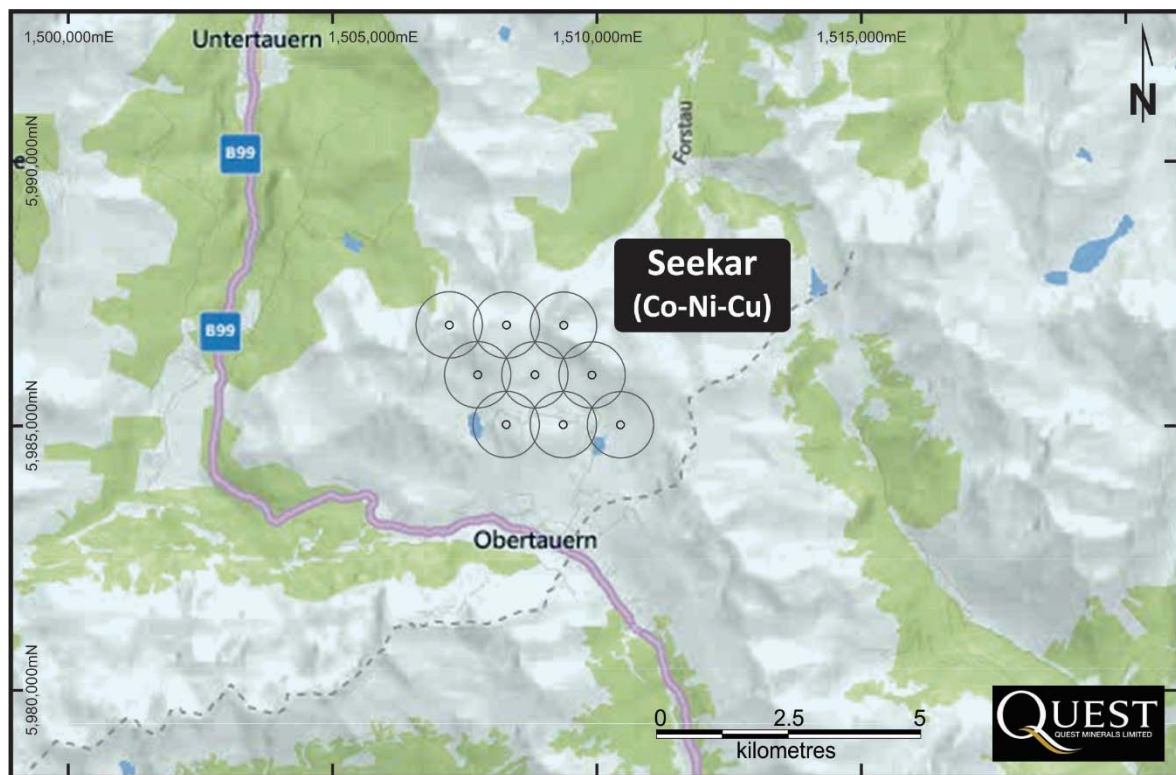 1,500,000mE
1,505,000mE
1,510,000mE
1,515,000mE
Untertauern
N
5,990,000mN
e
B99
Forstau
Seekar
(Co-Ni-Cu)
B99
5,985,000mN
Obertauern
5,980,000mN
0 2.5 5
kilometres
QUEST
QUEST MINERALS LIMITED